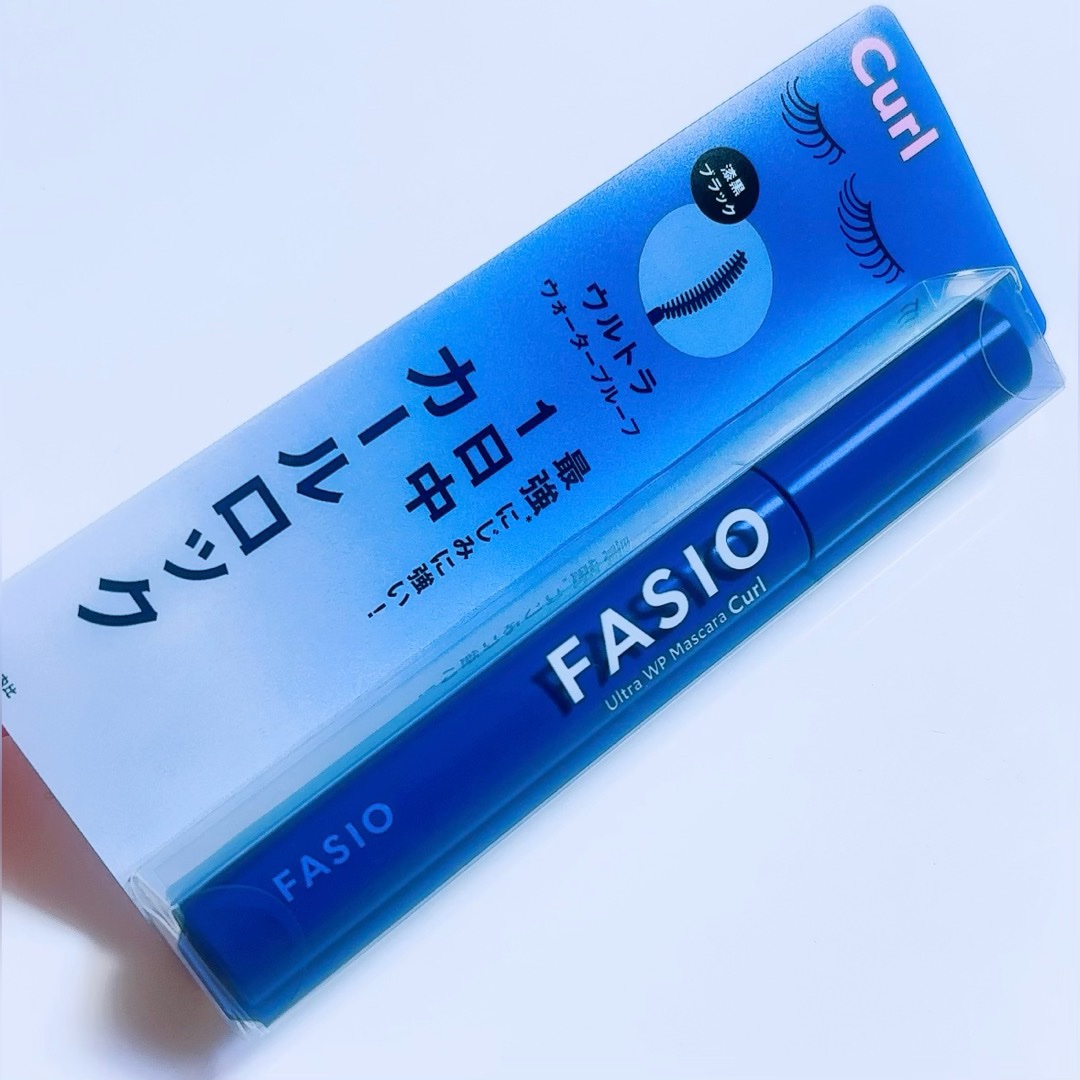 Curl
漆黒
ブラック
ウルトラ
ウォータープルーフ
最強*にじみに強い!
1日中
カールロック
FASIO
Ultra WP Mascara Curl
FASIO